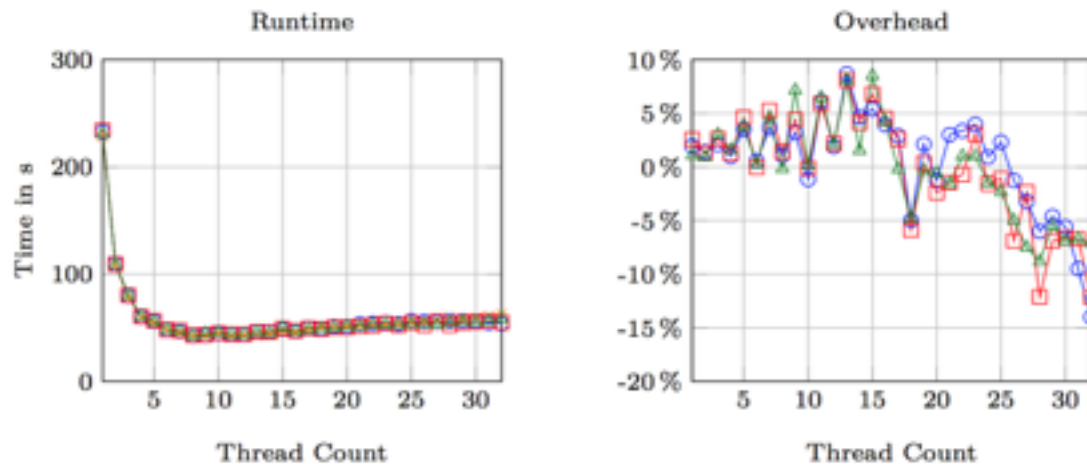 Runtime
300
200
100
0
Time in s
5 10 15 20 25 30
Thread Count
Overhead
10 %
5 %
0 %
-5 %
-10 %
-15 %
-20 %
5 10 15 20 25 30
Thread Count